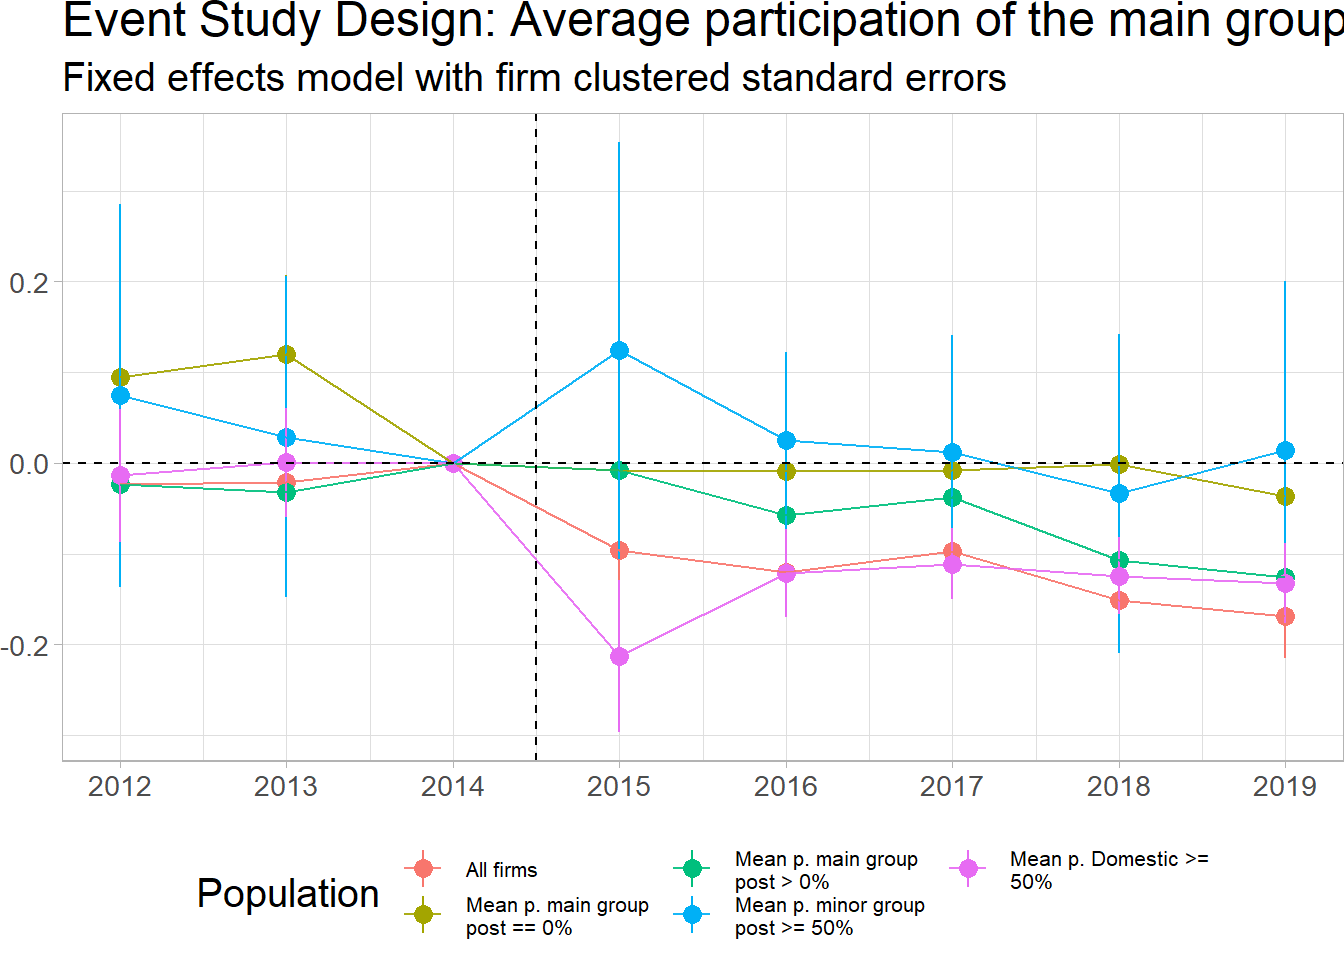 Event Study Design: Average participation of the main group
Fixed effects model with firm clustered standard errors
0.2
0.0
-0.2
2012 2013 2014 2015 2016 2017 2018 2019
Population
All firms
Mean p. main group
post == 0%
Mean p. main group
post > 0%
Mean p. minor group
post >= 50%
Mean p. Domestic >=
50%